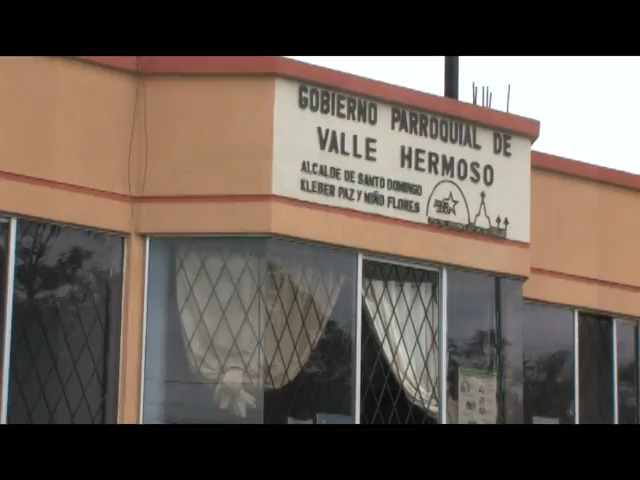 GOBIERNO PARROQUIAL DE
VALLE HERMOSO
ALCALDE DE SANTO DOMINGO
KLEBER PAZ Y MIÑO FLORES